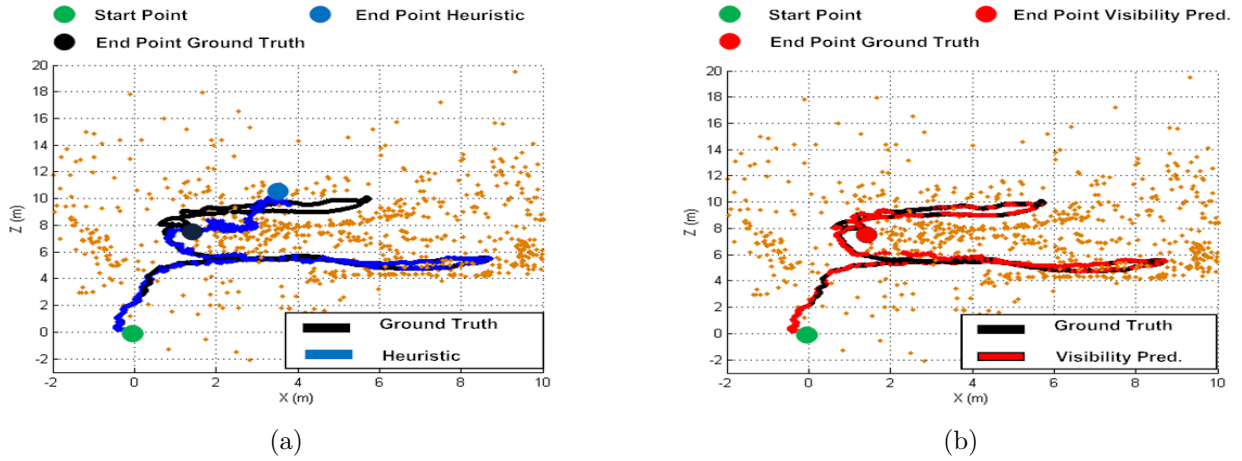 Start Point
End Point Heuristic
End Point Ground Truth
20
18
16
14
12
10
8
6
4
2
0
-2
Z (m)
Ground Truth
Heuristic
-2
0
2
4
6
8
10
X (m)
(a)
Start Point
End Point Visibility Pred.
End Point Ground Truth
20
18
16
14
12
10
8
6
4
2
0
-2
Z (m)
Ground Truth
Visibility Pred.
-2
0
2
4
6
8
10
X (m)
(b)